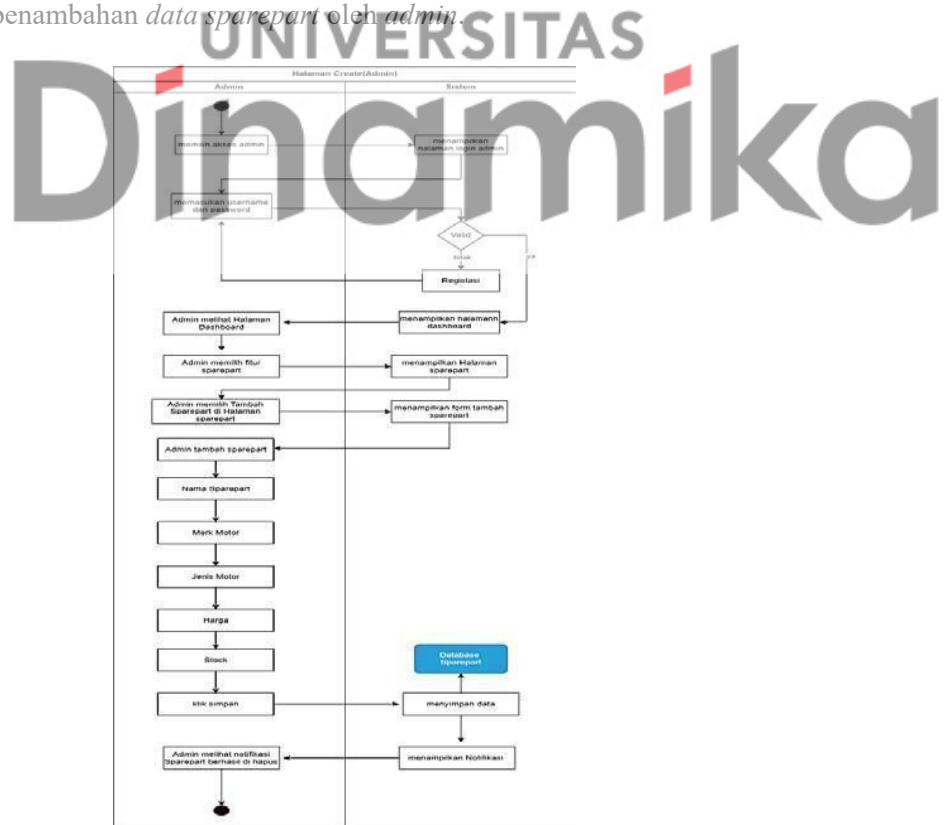 penambahan data sparepart oleh admin.
UNIVERSITAS
Dinamika
Halaman Create(Admin)
Admin
Sistem
memilih akses admin
menampilkan
halaman login admin
memasukan username
dan password
Valid
tidak
ya
Registasi
Admin melihat Halaman
Dashboard
menampilkan halamann
dashboard
Admin memilih fitur
sparepart
menampilkan Halaman
sparepart
Admin memilih Tambah
Sparepart di Halaman
sparepart
menampilkan form tambah
sparepart
Admin tambah sparepart
Nama Sparepart
Merk Motor
Jenis Motor
Harga
Stock
klik simpan
Database
Sparepart
menyimpan data
Admin melihat notifikasi
Sparepart berhasil di hapus
menampilkan Notifikasi